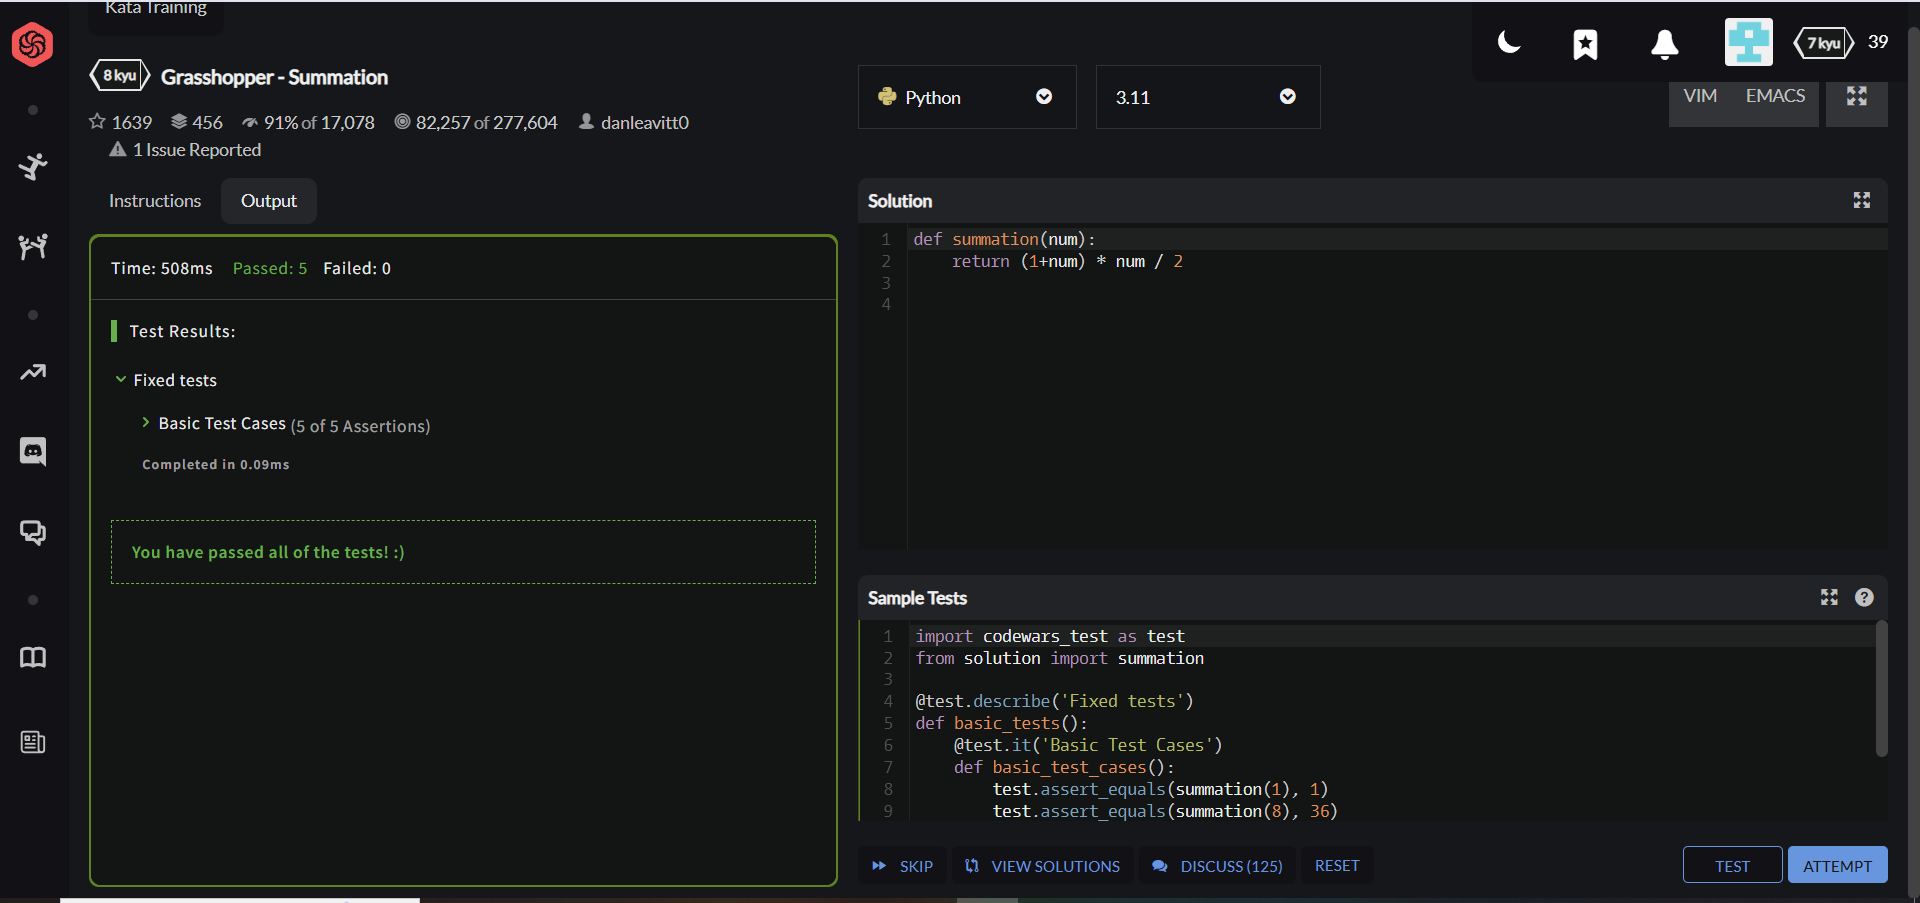 Kata Training
8 kyu Grasshopper - Summation
1639 456 91% of 17,078 82,257 of 277,604 danleavitt0
1 Issue Reported
Instructions Output
Time: 508ms Passed: 5 Failed: 0
Test Results:
Fixed tests
Basic Test Cases (5 of 5 Assertions)
Completed in 0.09ms
You have passed all of the tests! :)
7 kyu 39
Python 3.11 VIM EMACS
Solution
1 def summation(num):
2     return (1+num) * num / 2
3
4
Sample Tests
1 import codewars_test as test
2 from solution import summation
3
4 @test.describe('Fixed tests')
5 def basic_tests():
6     @test.it('Basic Test Cases')
7     def basic_test_cases():
8         test.assert_equals(summation(1), 1)
9         test.assert_equals(summation(8), 36)
SKIP VIEW SOLUTIONS DISCUSS (125) RESET TEST ATTEMPT